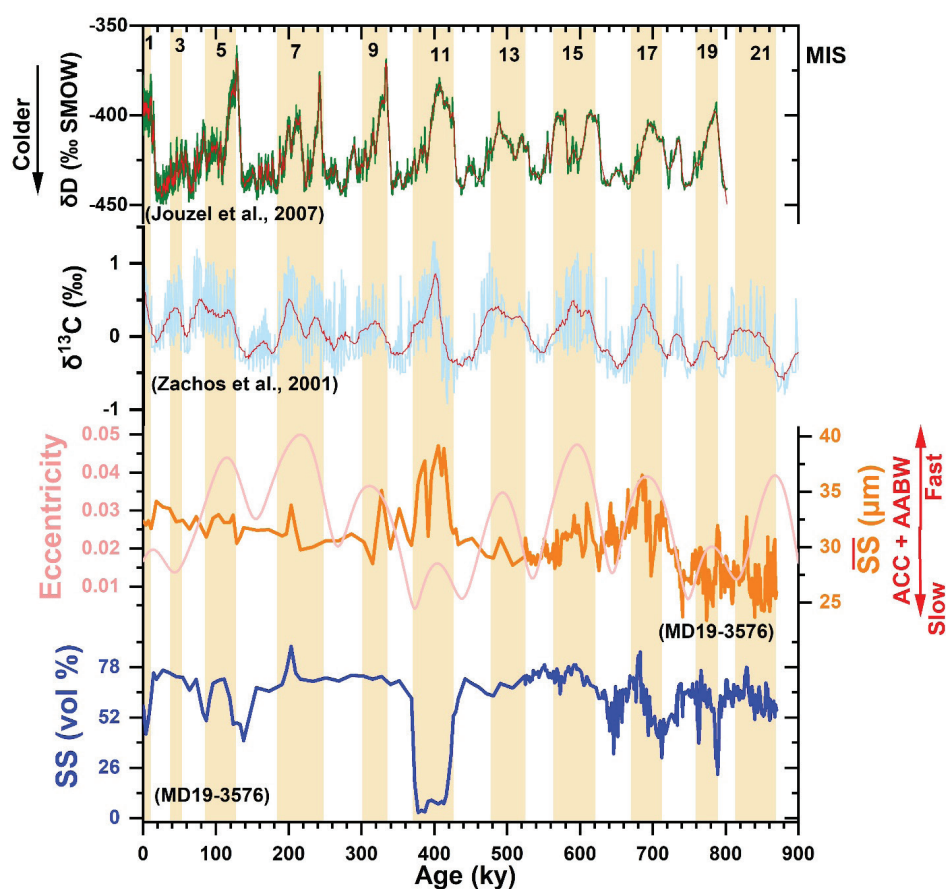 1 3 5 7 9 11 13 15 17 19 21 MIS
-350
-400
-450
Colder
δD (‰ SMOW)
(Jouzel et al., 2007)
1
0
-1
δ¹³C (‰)
(Zachos et al., 2001)
0.05
0.04
0.03
0.02
0.01
Eccentricity
40
35
30
25
S̅S̅ (µm)
ACC + AABW
Slow
Fast
(MD19-3576)
78
52
26
0
SS (vol %)
(MD19-3576)
0 100 200 300 400 500 600 700 800 900
Age (ky)